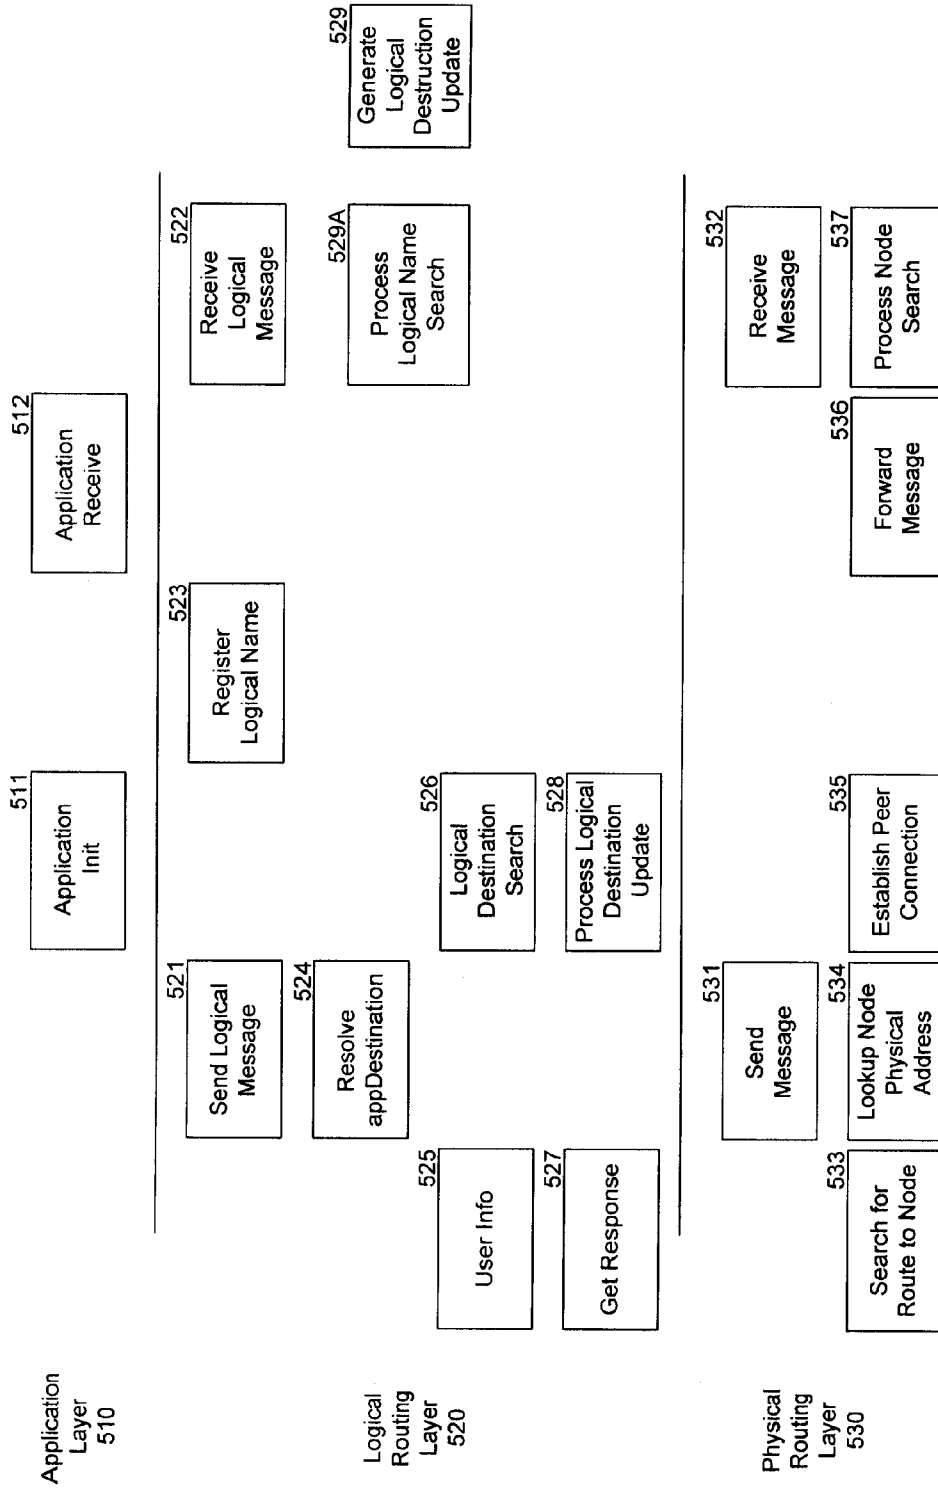 Application
Layer
510
511
Application
Init
512
Application
Receive
Logical
Routing
Layer
520
521
Send Logical
Message
523
Register
Logical Name
522
Receive
Logical
Message
524
Resolve
appDestination
529A
Process
Logical Name
Search
529
Generate
Logical
Destruction
Update
525
User Info
526
Logical
Destination
Search
527
Get Response
528
Process Logical
Destination
Update
Physical
Routing
Layer
530
531
Send
Message
532
Receive
Message
533
Search for
Route to Node
534
Lookup Node
Physical
Address
535
Establish Peer
Connection
536
Forward
Message
537
Process Node
Search